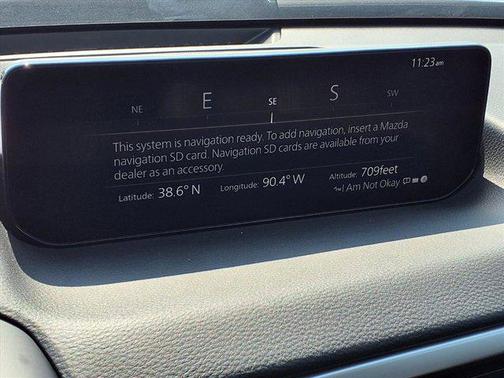 11:23 am
NE E SE S SW
This system is navigation ready. To add navigation, insert a Mazda
navigation SD card. Navigation SD cards are available from your
dealer as an accessory.
Latitude: 38.6° N Longitude: 90.4° W Altitude: 709feet
I Am Not Okay